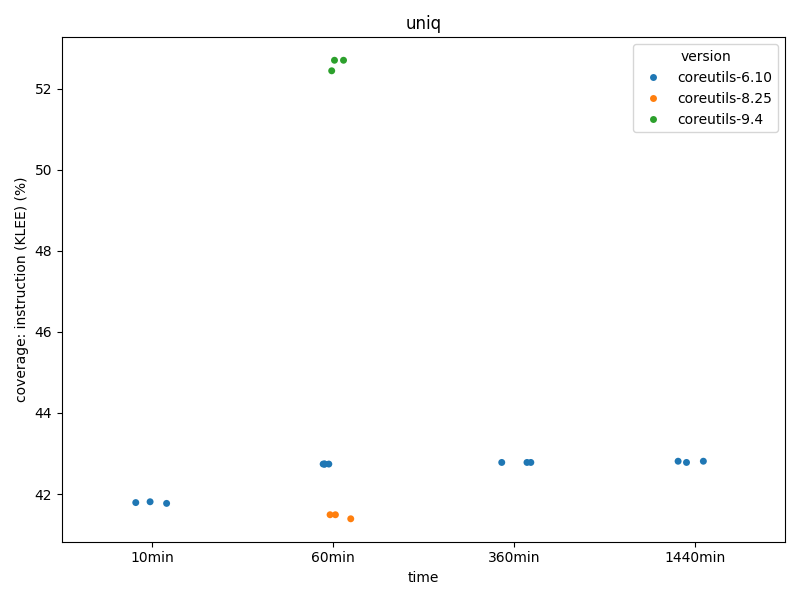 uniq
version
coreutils-6.10
coreutils-8.25
coreutils-9.4
coverage: instruction (KLEE) (%)
52
50
48
46
44
42
10min
60min
360min
1440min
time